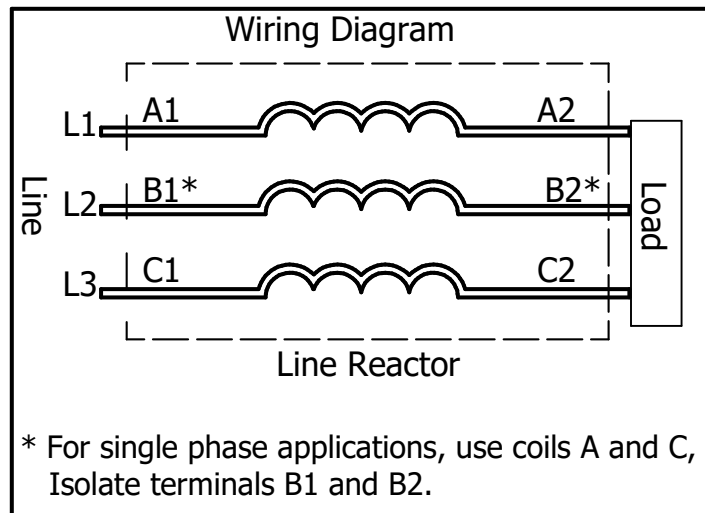 Wiring Diagram
L1 A1 A2
Line L2 B1* B2* Load
L3 C1 C2
Line Reactor
* For single phase applications, use coils A and C,
Isolate terminals B1 and B2.